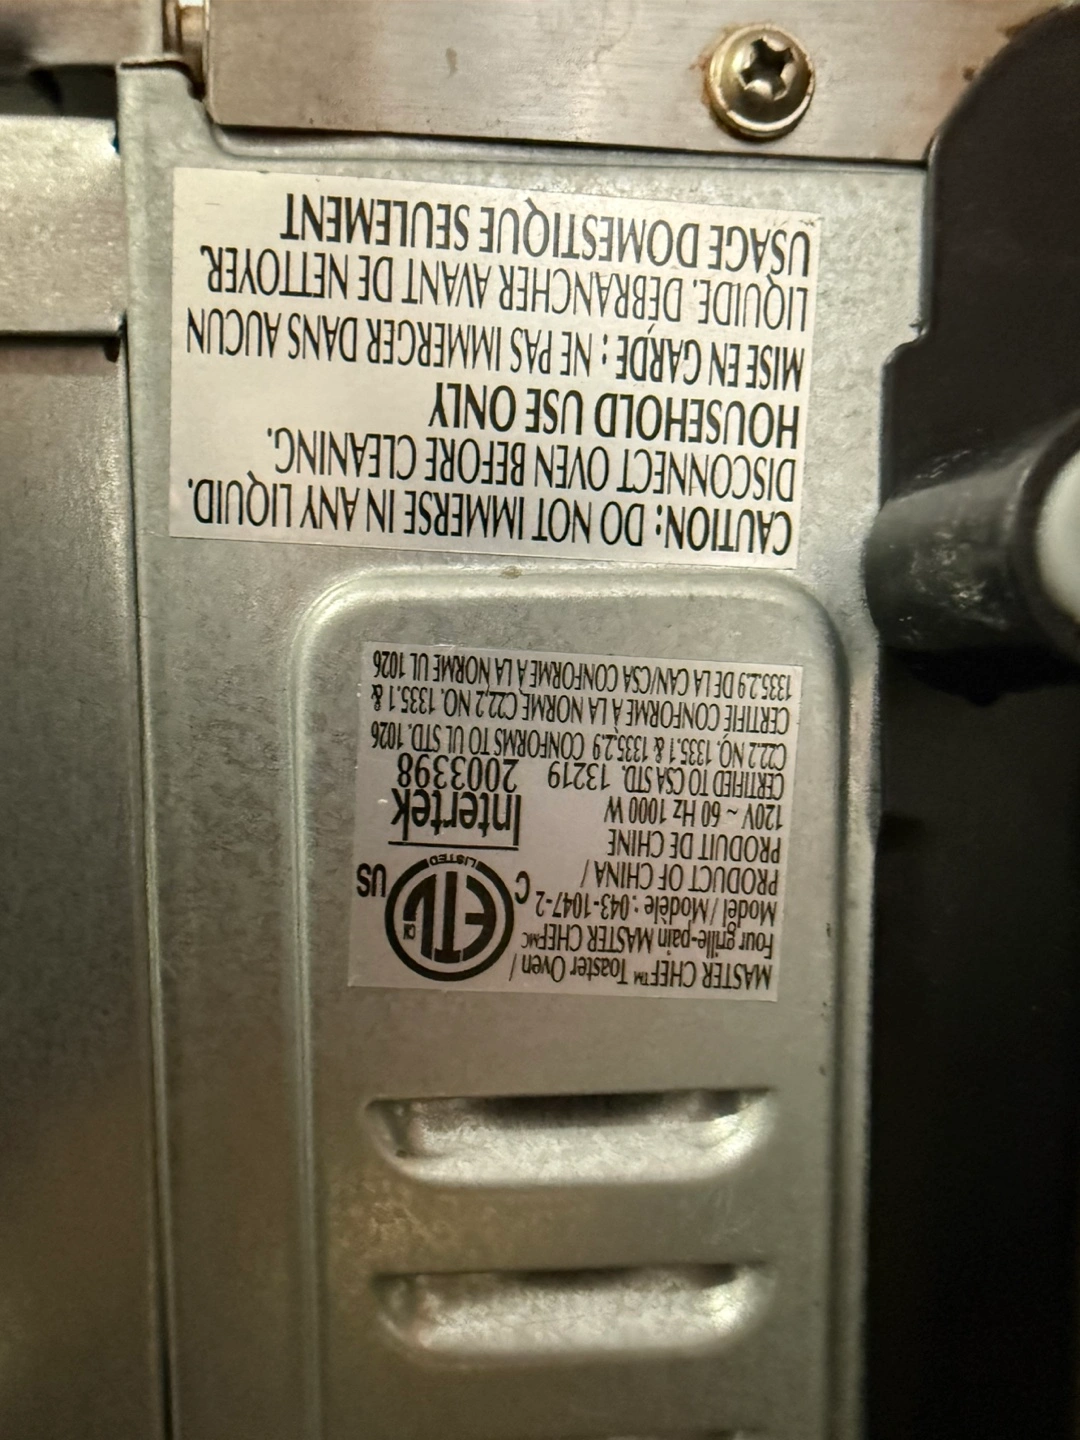 MASTER CHEF™ Toaster Oven /
Four grille-pain MASTER CHEFMC
Model / Modèle : 043-1047-2
PRODUCT OF CHINA /
PRODUIT DE CHINE
120V ~ 60 Hz 1000 W
C
ETL
CM
LISTED
US
Intertek
2003398
CERTIFIED TO CSA STD. 13219
C22.2 NO. 1335.1 & 1335.2.9 CONFORMS TO UL STD. 1026
CERTIFIÉ CONFORME À LA NORME C22.2 NO. 1335.1 &
1335.2.9 DE LA CAN/CSA CONFORME À LA NORME UL 1026
CAUTION: DO NOT IMMERSE IN ANY LIQUID.
DISCONNECT OVEN BEFORE CLEANING.
HOUSEHOLD USE ONLY
MISE EN GARDE : NE PAS IMMERGER DANS AUCUN
LIQUIDE. DÉBRANCHER AVANT DE NETTOYER.
USAGE DOMESTIQUE SEULEMENT